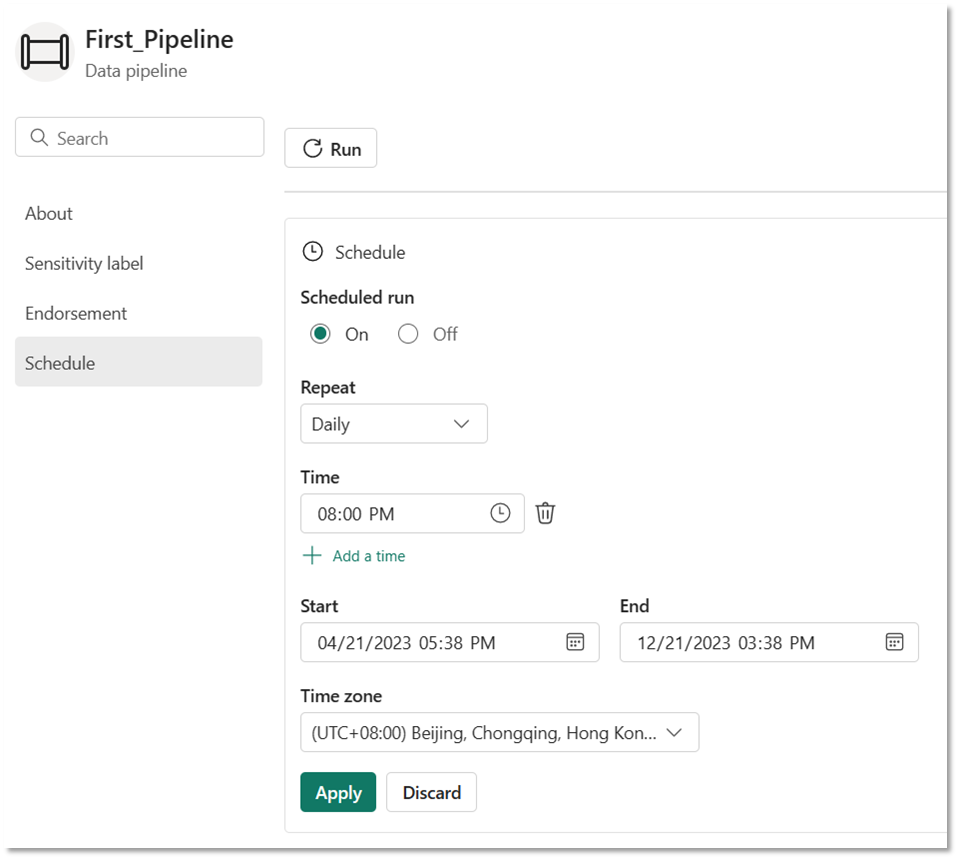 First_Pipeline
Data pipeline
Search
Run
About
Sensitivity label
Endorsement
Schedule
Schedule
Scheduled run
On Off
Repeat
Daily
Time
08:00 PM
Add a time
Start End
04/21/2023 05:38 PM 12/21/2023 03:38 PM
Time zone
(UTC+08:00) Beijing, Chongqing, Hong Kon...
Apply Discard